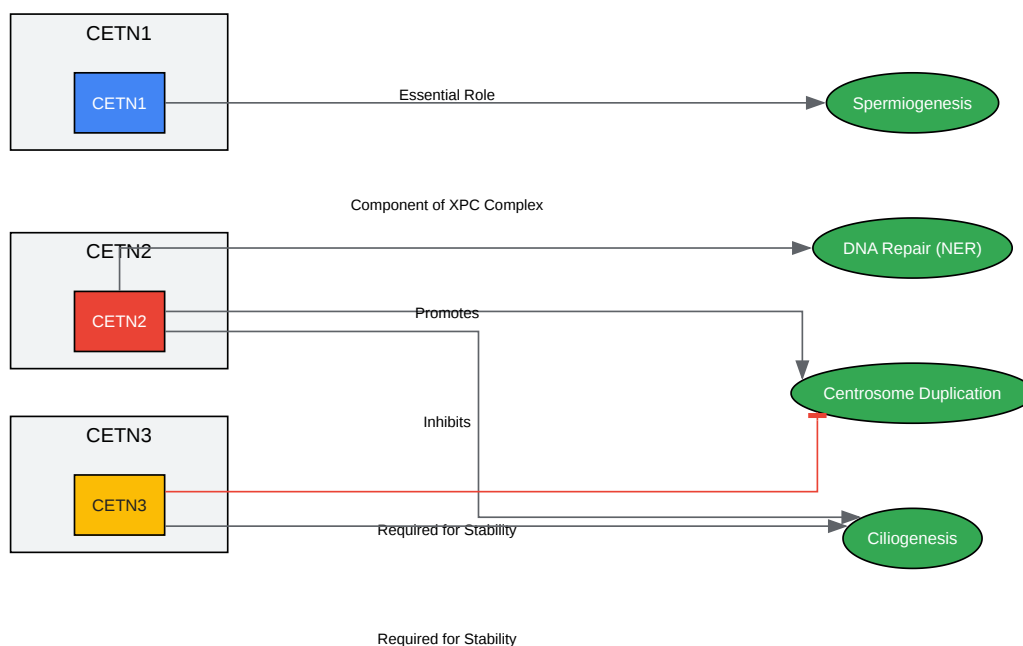 CETN1
CETN1
Essential Role
Spermiogenesis
Component of XPC Complex
CETN2
DNA Repair (NER)
CETN2
Promotes
Centrosome Duplication
Inhibits
CETN3
CETN3
Required for Stability
Ciliogenesis
Required for Stability